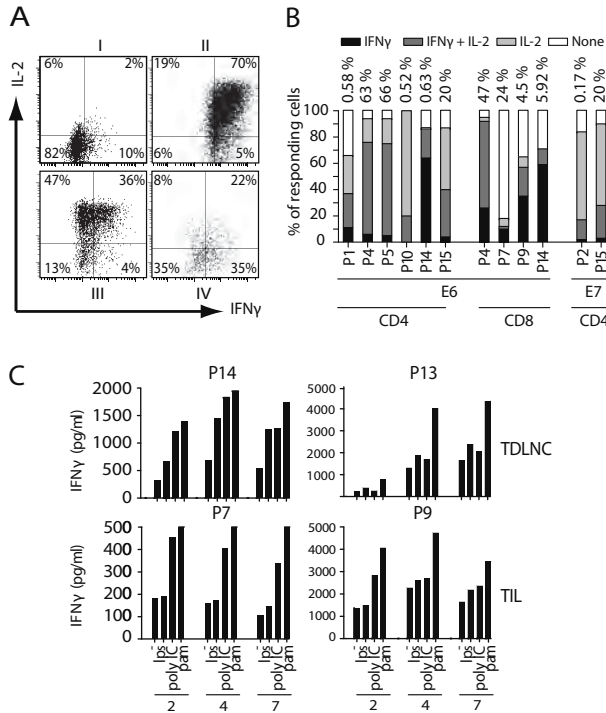 A
I II
IL-2
6% 2% 19% 70%
82% 10% 6% 5%
47% 36% 8% 22%
13% 4% 35% 35%
III IV
IFNγ
B
IFNγ IFNγ + IL-2 IL-2 None
0.58 % 63 % 66 % 0.52 % 0.63 % 20 % 47 % 24 % 4.5 % 5.92 % 0.17 % 20 %
% of responding cells
100
80
60
40
20
0
P1 P4 P5 P10 P14 P15 P4 P7 P9 P14 P2 P15
E6 E7
CD4 CD8 CD4
C
P14 P13
IFNγ (pg/ml)
2000
1500
1000
500
0
5000
4000
3000
2000
1000
TDLNC
P7 P9
IFNγ (pg/ml)
500
400
300
200
100
0
5000
4000
3000
2000
1000
0
TIL
- lps poly IC pam - lps poly IC pam - lps poly IC pam - lps poly IC pam - lps poly IC pam - lps poly IC pam
2 4 7 2 4 7